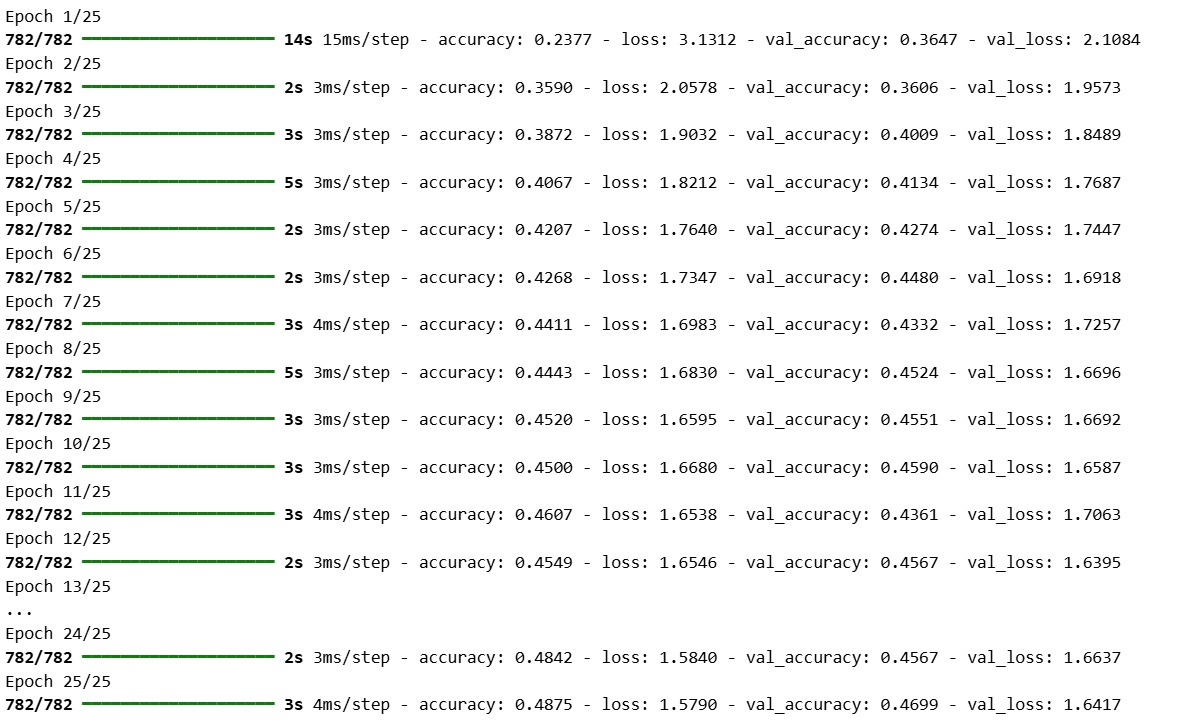 Epoch 1/25
782/782 ━━━━━━━━━━━━━━━━━━━━ 14s 15ms/step - accuracy: 0.2377 - loss: 3.1312 - val_accuracy: 0.3647 - val_loss: 2.1084
Epoch 2/25
782/782 ━━━━━━━━━━━━━━━━━━━━ 2s 3ms/step - accuracy: 0.3590 - loss: 2.0578 - val_accuracy: 0.3606 - val_loss: 1.9573
Epoch 3/25
782/782 ━━━━━━━━━━━━━━━━━━━━ 3s 3ms/step - accuracy: 0.3872 - loss: 1.9032 - val_accuracy: 0.4009 - val_loss: 1.8489
Epoch 4/25
782/782 ━━━━━━━━━━━━━━━━━━━━ 5s 3ms/step - accuracy: 0.4067 - loss: 1.8212 - val_accuracy: 0.4134 - val_loss: 1.7687
Epoch 5/25
782/782 ━━━━━━━━━━━━━━━━━━━━ 2s 3ms/step - accuracy: 0.4207 - loss: 1.7640 - val_accuracy: 0.4274 - val_loss: 1.7447
Epoch 6/25
782/782 ━━━━━━━━━━━━━━━━━━━━ 2s 3ms/step - accuracy: 0.4268 - loss: 1.7347 - val_accuracy: 0.4480 - val_loss: 1.6918
Epoch 7/25
782/782 ━━━━━━━━━━━━━━━━━━━━ 3s 4ms/step - accuracy: 0.4411 - loss: 1.6983 - val_accuracy: 0.4332 - val_loss: 1.7257
Epoch 8/25
782/782 ━━━━━━━━━━━━━━━━━━━━ 5s 3ms/step - accuracy: 0.4443 - loss: 1.6830 - val_accuracy: 0.4524 - val_loss: 1.6696
Epoch 9/25
782/782 ━━━━━━━━━━━━━━━━━━━━ 3s 3ms/step - accuracy: 0.4520 - loss: 1.6595 - val_accuracy: 0.4551 - val_loss: 1.6692
Epoch 10/25
782/782 ━━━━━━━━━━━━━━━━━━━━ 3s 3ms/step - accuracy: 0.4500 - loss: 1.6680 - val_accuracy: 0.4590 - val_loss: 1.6587
Epoch 11/25
782/782 ━━━━━━━━━━━━━━━━━━━━ 3s 4ms/step - accuracy: 0.4607 - loss: 1.6538 - val_accuracy: 0.4361 - val_loss: 1.7063
Epoch 12/25
782/782 ━━━━━━━━━━━━━━━━━━━━ 2s 3ms/step - accuracy: 0.4549 - loss: 1.6546 - val_accuracy: 0.4567 - val_loss: 1.6395
Epoch 13/25
...
Epoch 24/25
782/782 ━━━━━━━━━━━━━━━━━━━━ 2s 3ms/step - accuracy: 0.4842 - loss: 1.5840 - val_accuracy: 0.4567 - val_loss: 1.6637
Epoch 25/25
782/782 ━━━━━━━━━━━━━━━━━━━━ 3s 4ms/step - accuracy: 0.4875 - loss: 1.5790 - val_accuracy: 0.4699 - val_loss: 1.6417